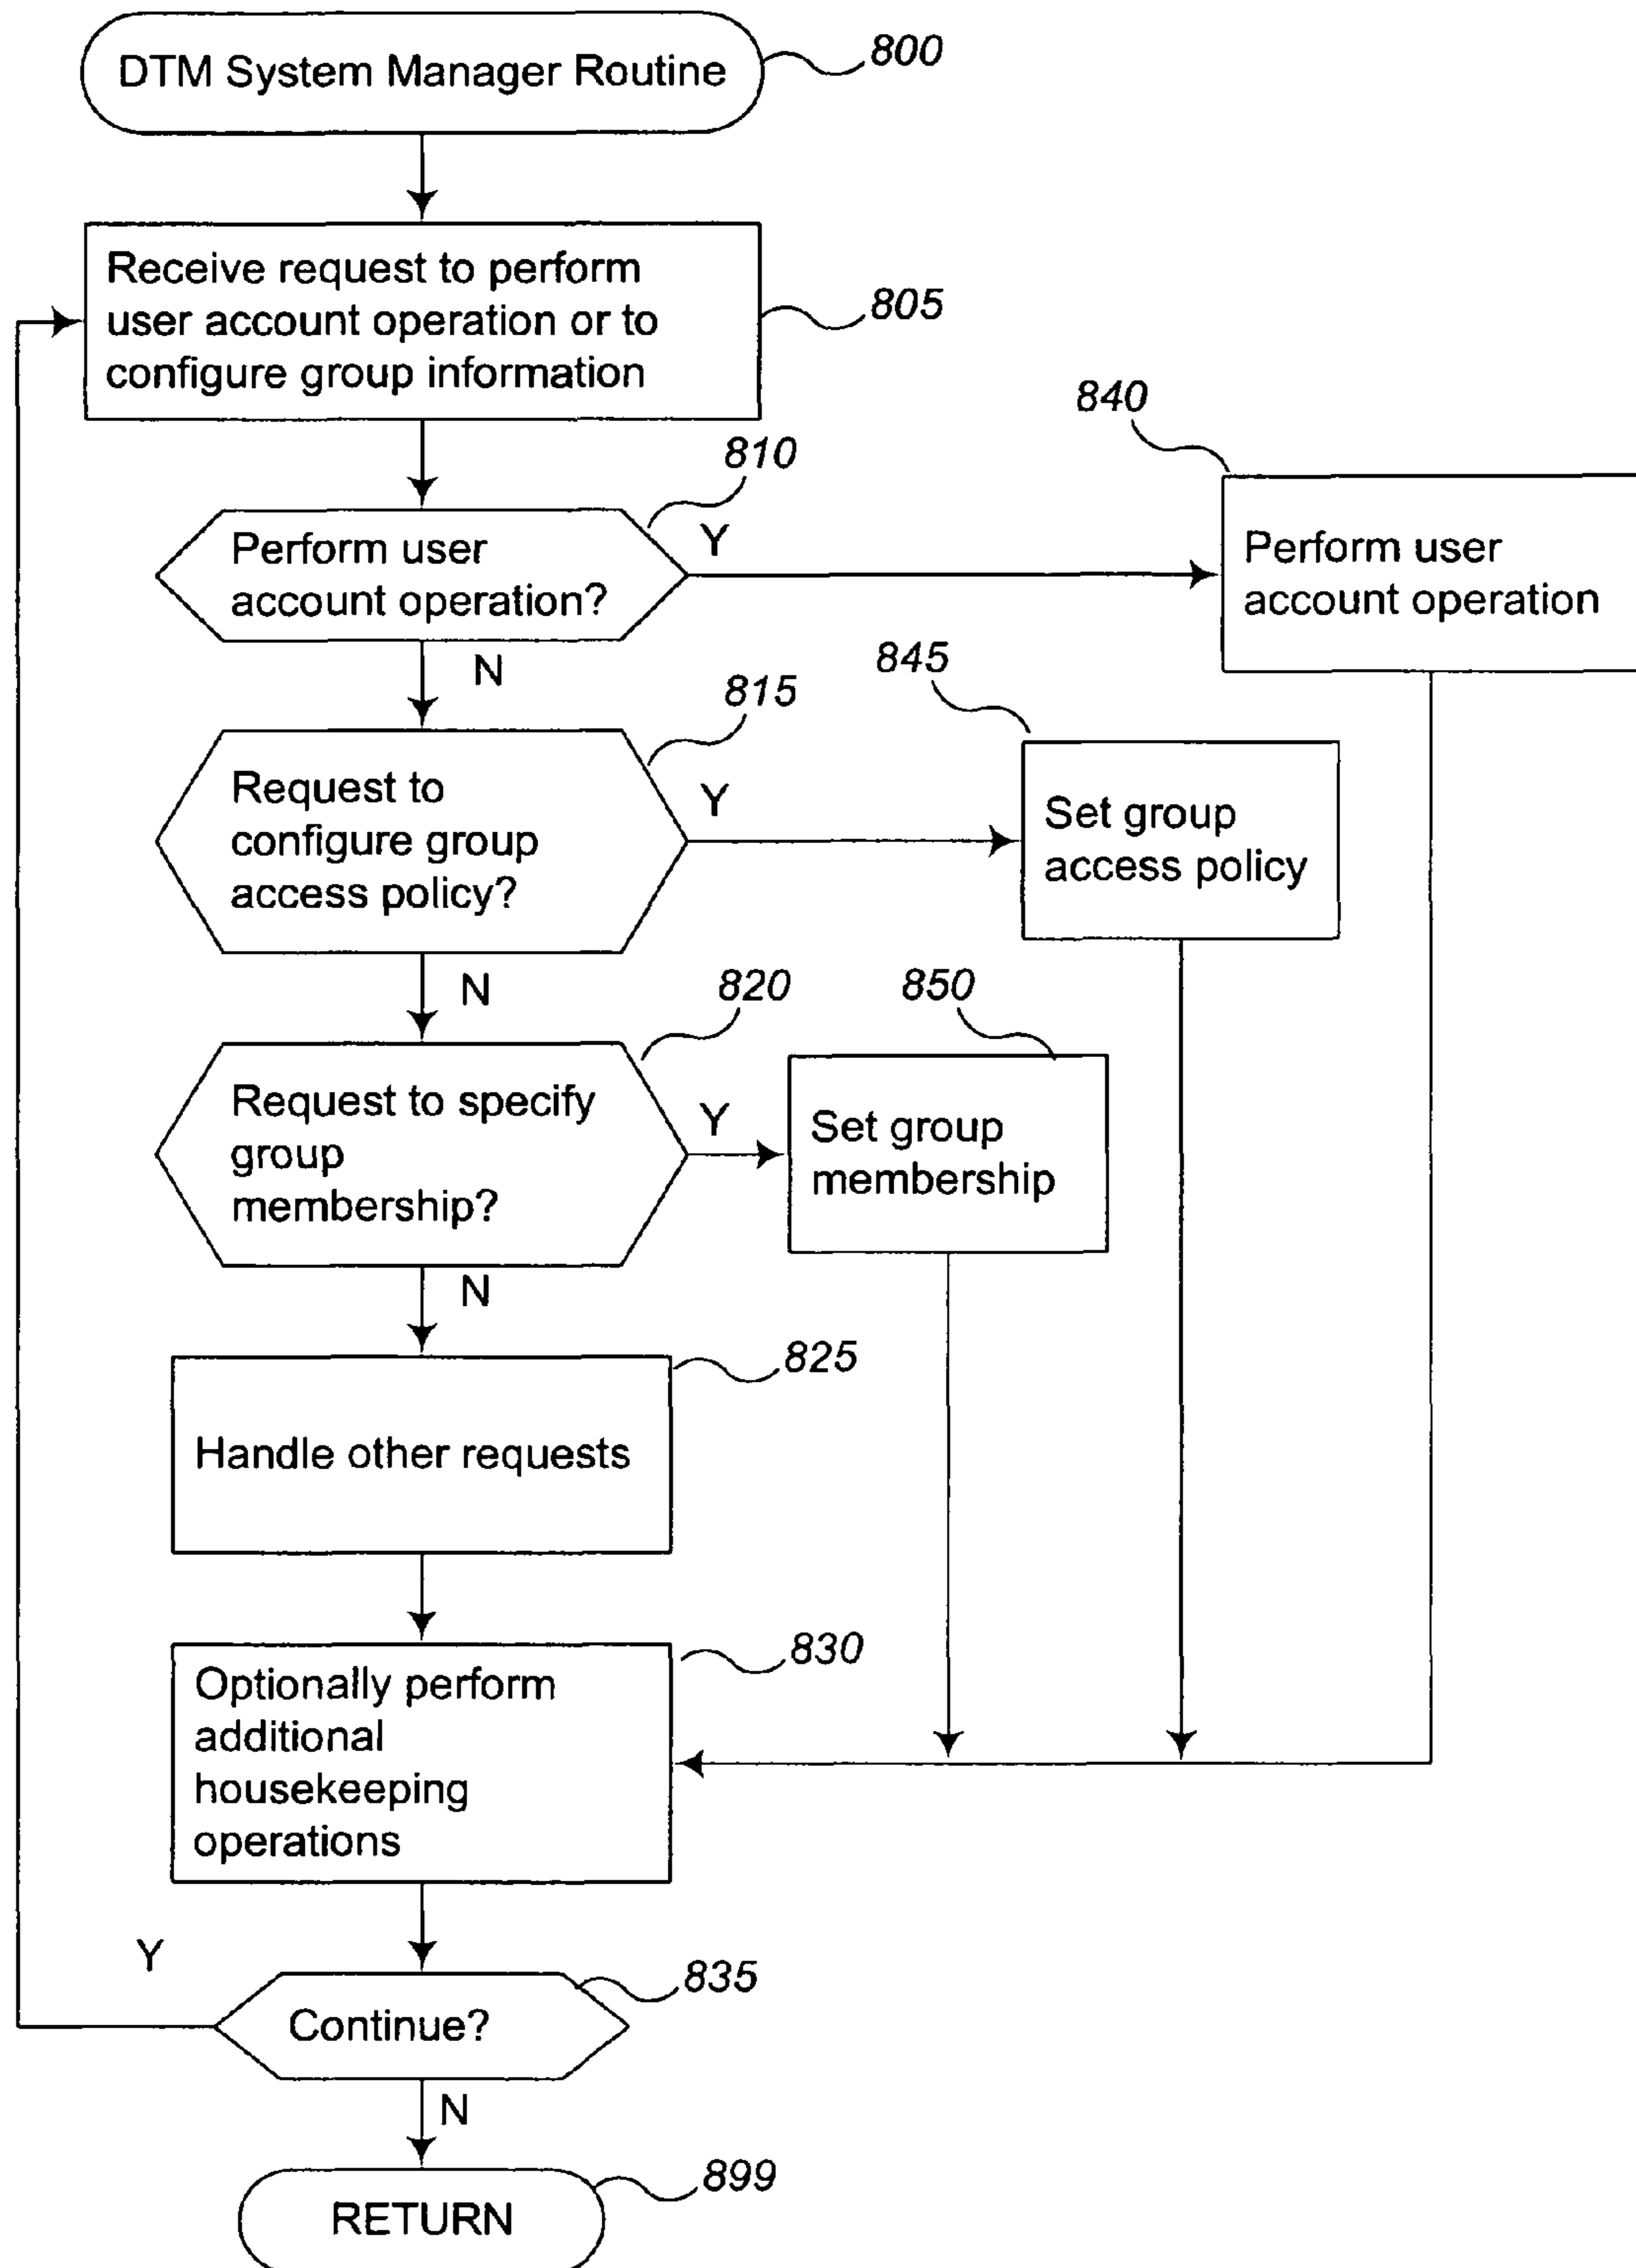 DTM System Manager Routine
800
Receive request to perform
user account operation or to
configure group information
805
810
Perform user
account operation?
Y
N
840
Perform user
account operation
815
Request to
configure group
access policy?
Y
N
845
Set group
access policy
820
Request to specify
group
membership?
Y
N
850
Set group
membership
825
Handle other requests
830
Optionally perform
additional
housekeeping
operations
Y
835
Continue?
N
899
RETURN